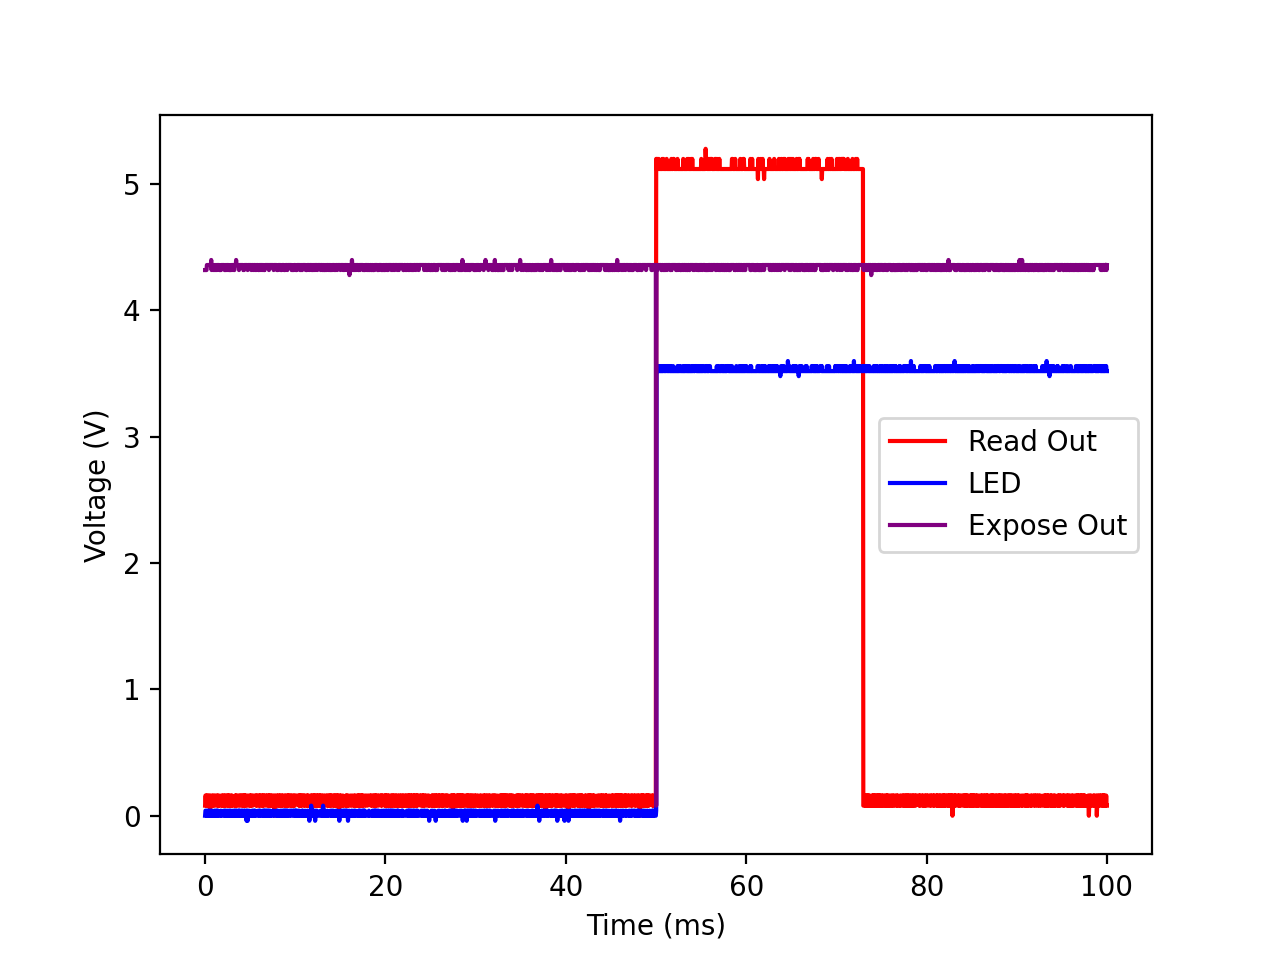 5
4
3
2
1
0
Voltage (V)
Read Out
LED
Expose Out
0 20 40 60 80 100
Time (ms)